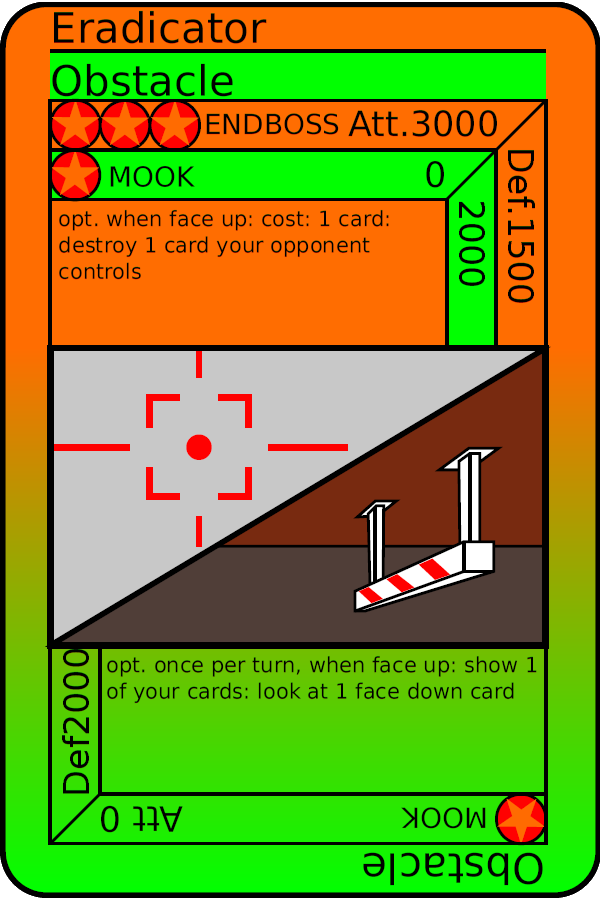 Eradicator
Obstacle
ENDBOSS Att.3000
MOOK 0
Def.1500
2000
opt. when face up: cost: 1 card:
destroy 1 card your opponent
controls
Def2000
opt. once per turn, when face up: show 1
of your cards: look at 1 face down card
Att 0
MOOK
Obstacle